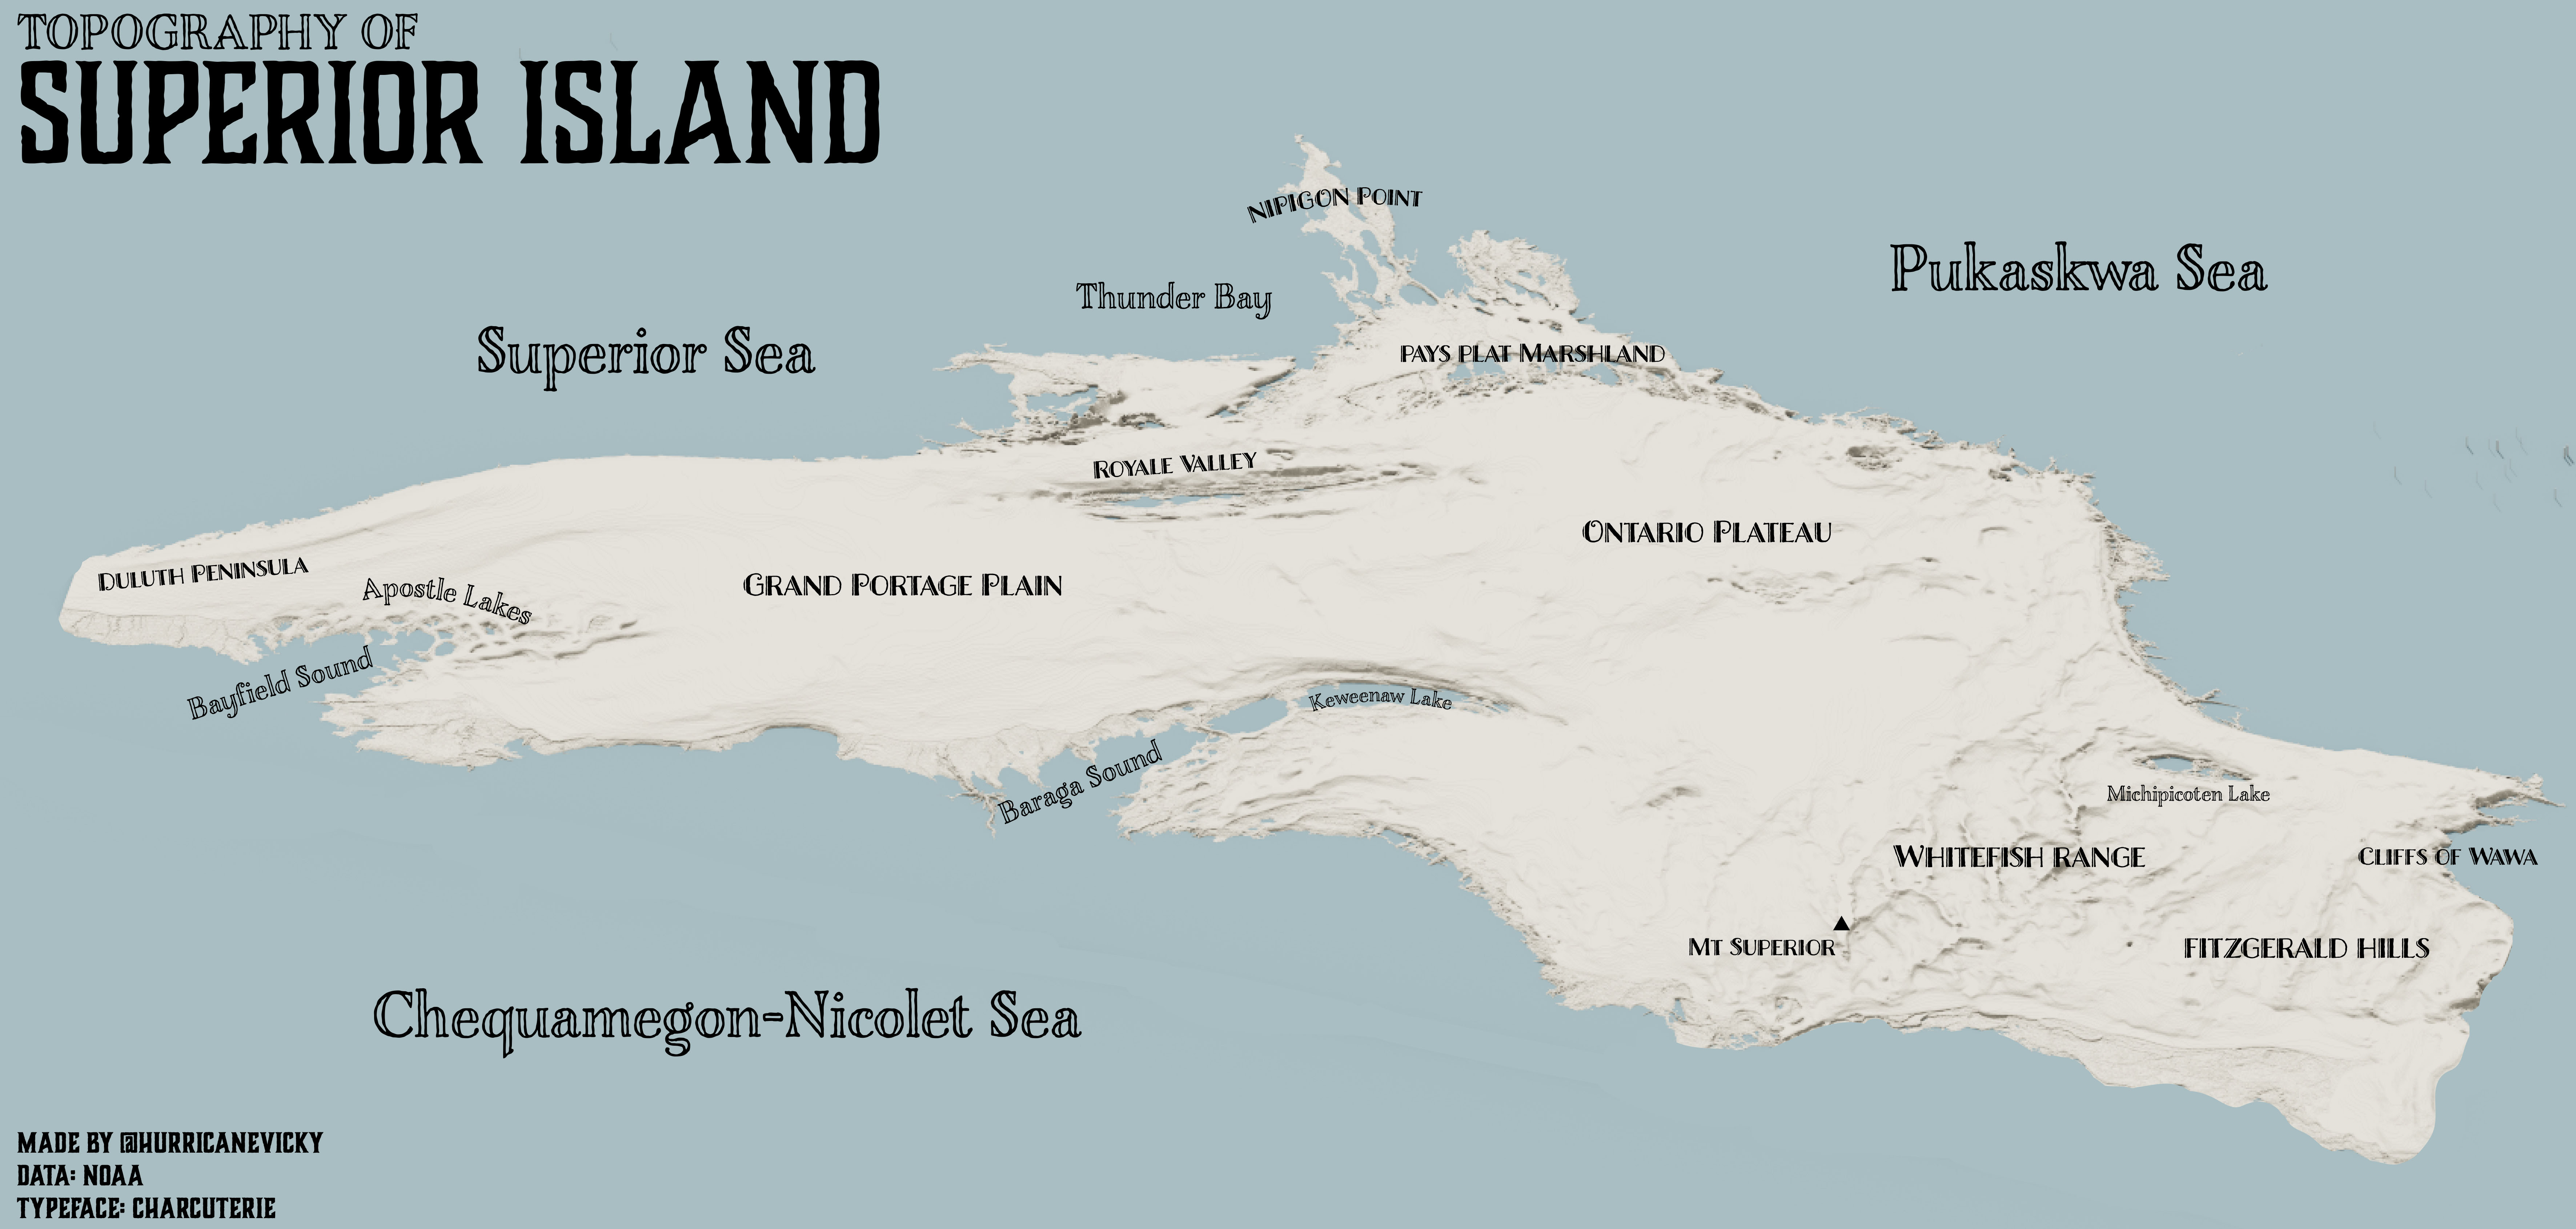 TOPOGRAPHY OF
SUPERIOR ISLAND
NIPIGON POINT
Pukaskwa Sea
Thunder Bay
Superior Sea
PAYS PLAT MARSHLAND
ROYALE VALLEY
ONTARIO PLATEAU
DULUTH PENINSULA
Apostle Lakes
GRAND PORTAGE PLAIN
Bayfield Sound
Keweenaw Lake
Baraga Sound
Michipicoten Lake
WHITEFISH RANGE
CLIFFS OF WAWA
MT SUPERIOR
FITZGERALD HILLS
Chequamegon-Nicolet Sea
MADE BY @HURRICANEVICKY
DATA: NOAA
TYPEFACE: CHARCUTERIE